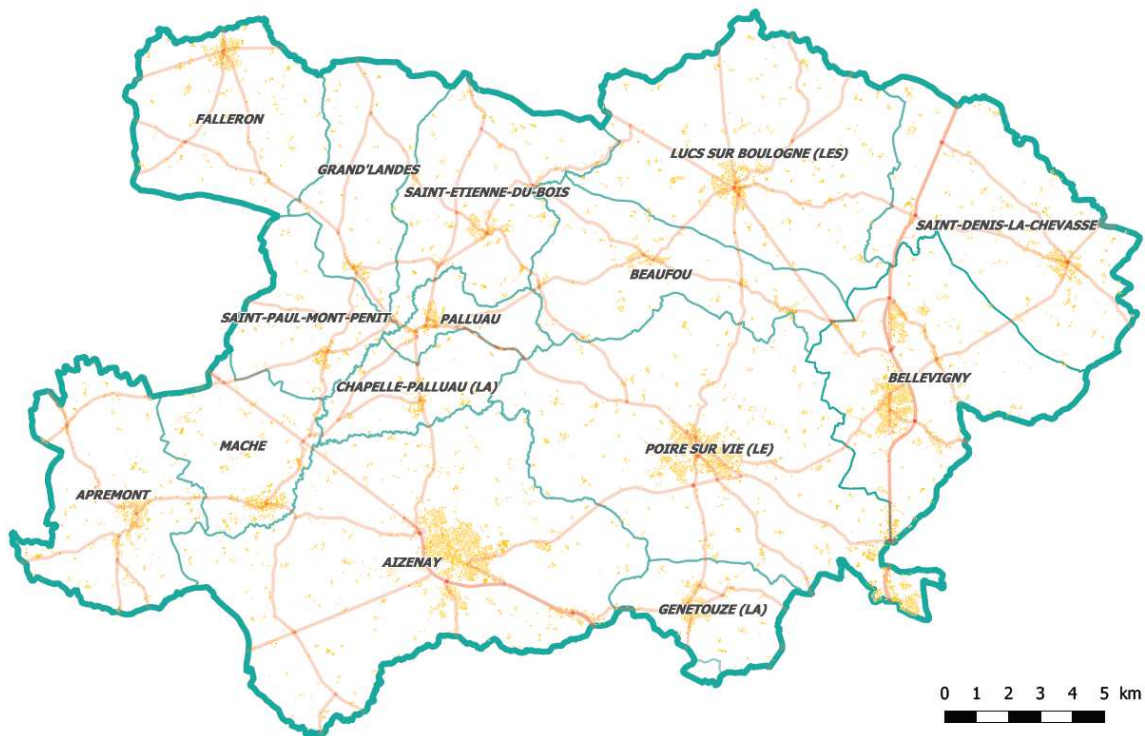 FALLERON
LUCS SUR BOULOGNE (LES)
GRAND'LANDES
SAINT-ETIENNE-DU-BOIS
SAINT-DENIS-LA-CHEVASSE
BEAUFOU
SAINT-PAUL-MONT-PENIT
PALLUAU
BELLEVIGNY
CHAPELLE-PALLUAU (LA)
MACHE
POIRE SUR VIE (LE)
APREMONT
AIZENAY
GENETOUZE (LA)
0 1 2 3 4 5 km